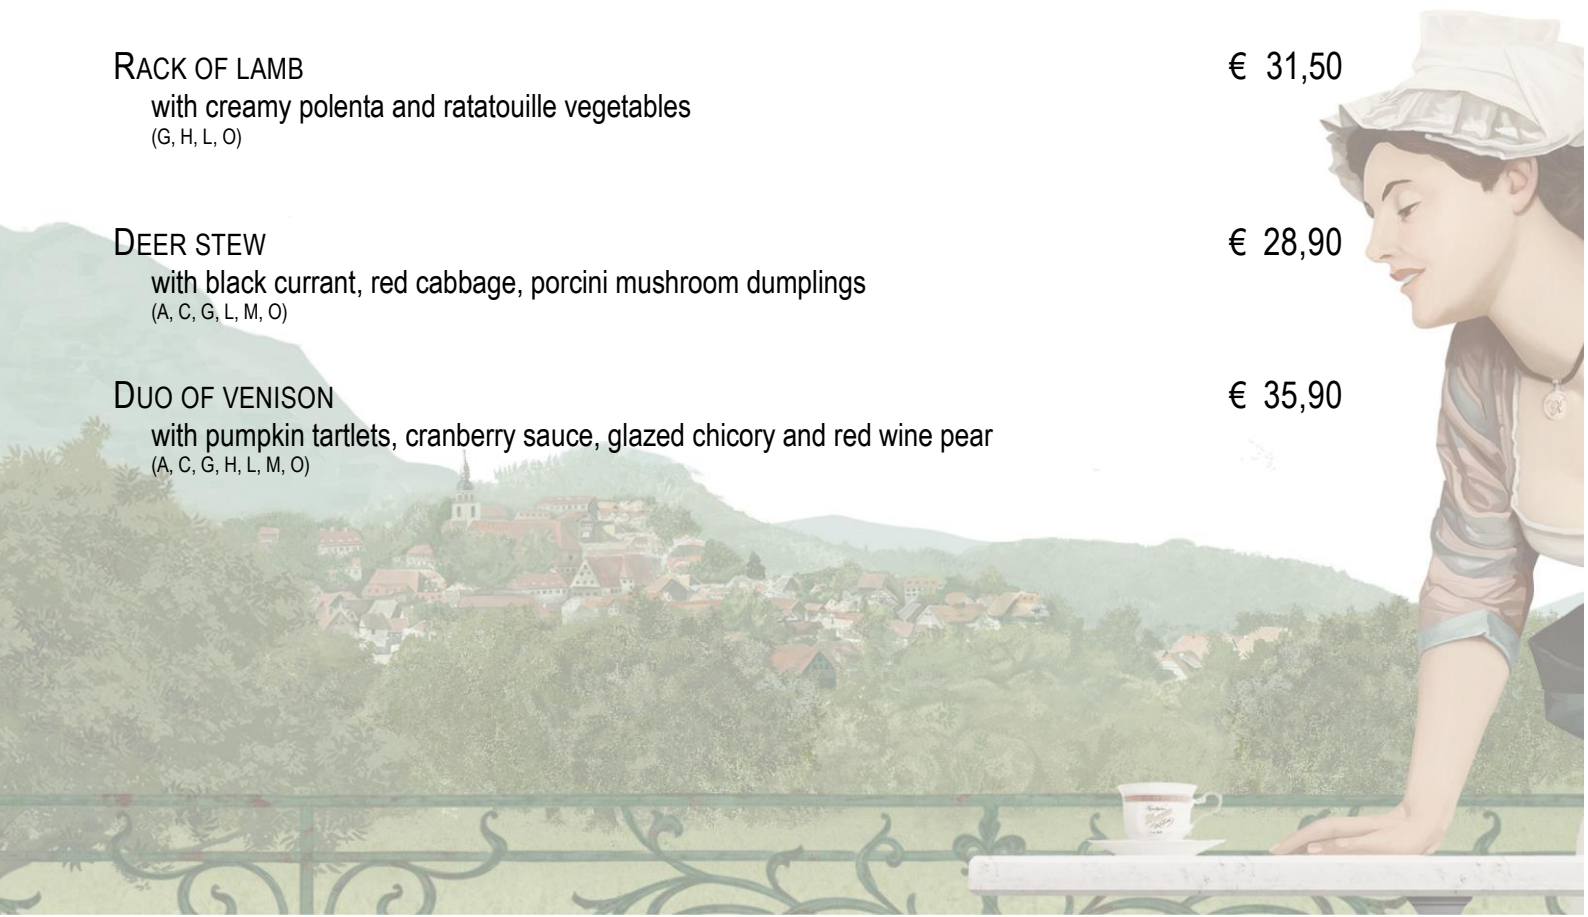 RACK OF LAMB € 31,50
with creamy polenta and ratatouille vegetables
(G, H, L, O)
DEER STEW € 28,90
with black currant, red cabbage, porcini mushroom dumplings
(A, C, G, L, M, O)
DUO OF VENISON € 35,90
with pumpkin tartlets, cranberry sauce, glazed chicory and red wine pear
(A, C, G, H, L, M, O)